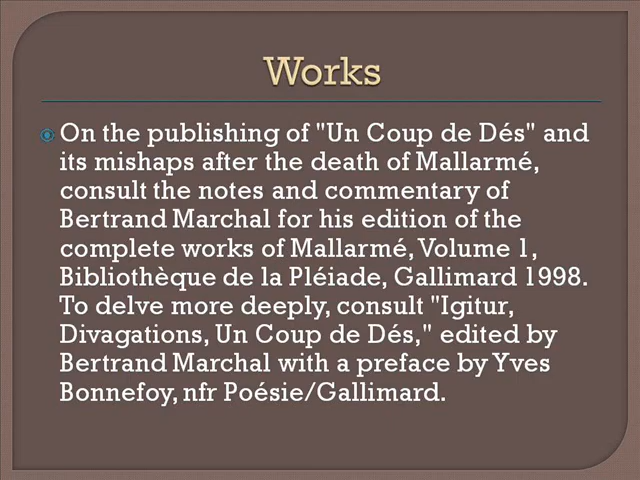 Works
On the publishing of "Un Coup de Dés" and
its mishaps after the death of Mallarmé,
consult the notes and commentary of
Bertrand Marchal for his edition of the
complete works of Mallarmé, Volume 1,
Bibliothèque de la Pléiade, Gallimard 1998.
To delve more deeply, consult "Igitur,
Divagations, Un Coup de Dés," edited by
Bertrand Marchal with a preface by Yves
Bonnefoy, nfr Poésie/Gallimard.